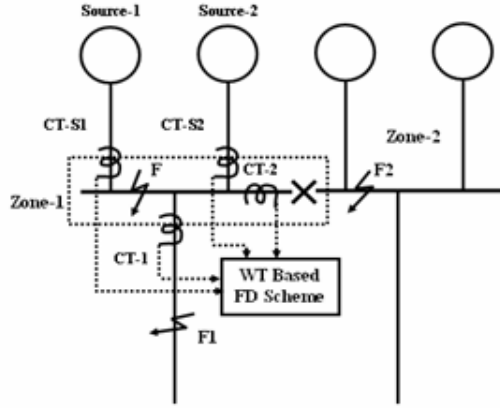 Source-1
Source-2
CT-S1
CT-S2
Zone-2
F
CT-2
F2
Zone-1
CT-1
WT Based
FD Scheme
F1